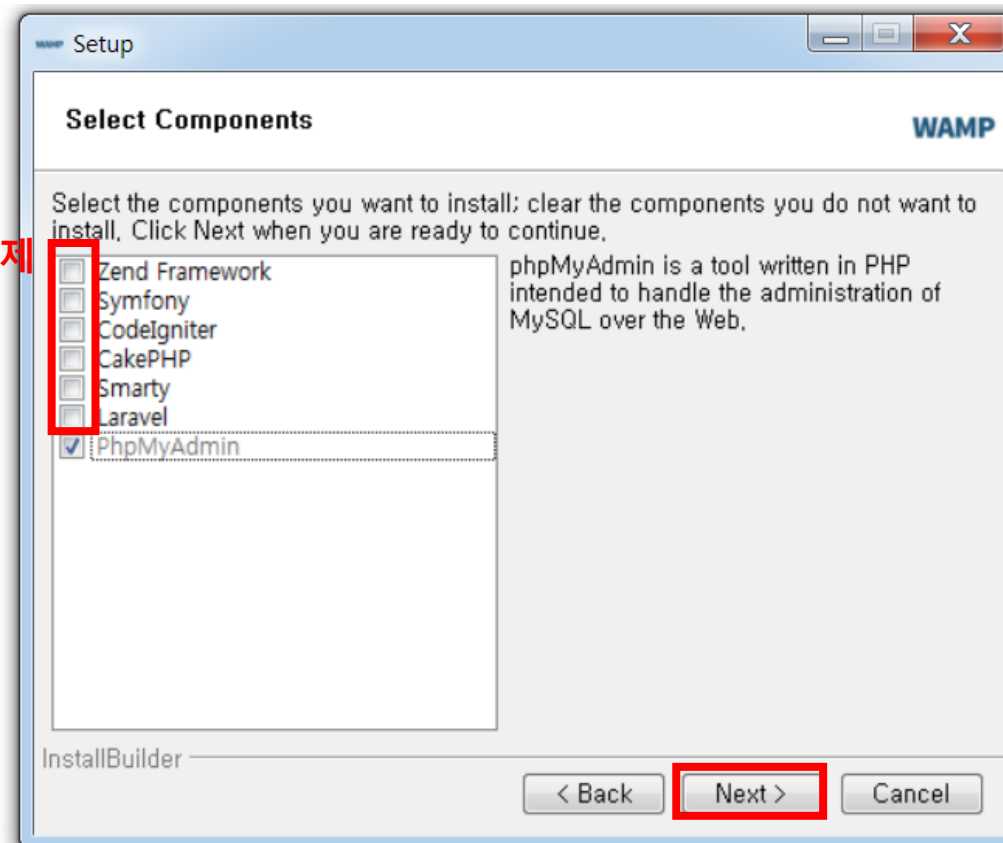 WAMP Setup
Select Components
WAMP
Select the components you want to install; clear the components you do not want to
install. Click Next when you are ready to continue.
제
Zend Framework
Symfony
CodeIgniter
CakePHP
Smarty
Laravel
PhpMyAdmin
phpMyAdmin is a tool written in PHP
intended to handle the administration of
MySQL over the Web.
InstallBuilder
< Back
Next >
Cancel